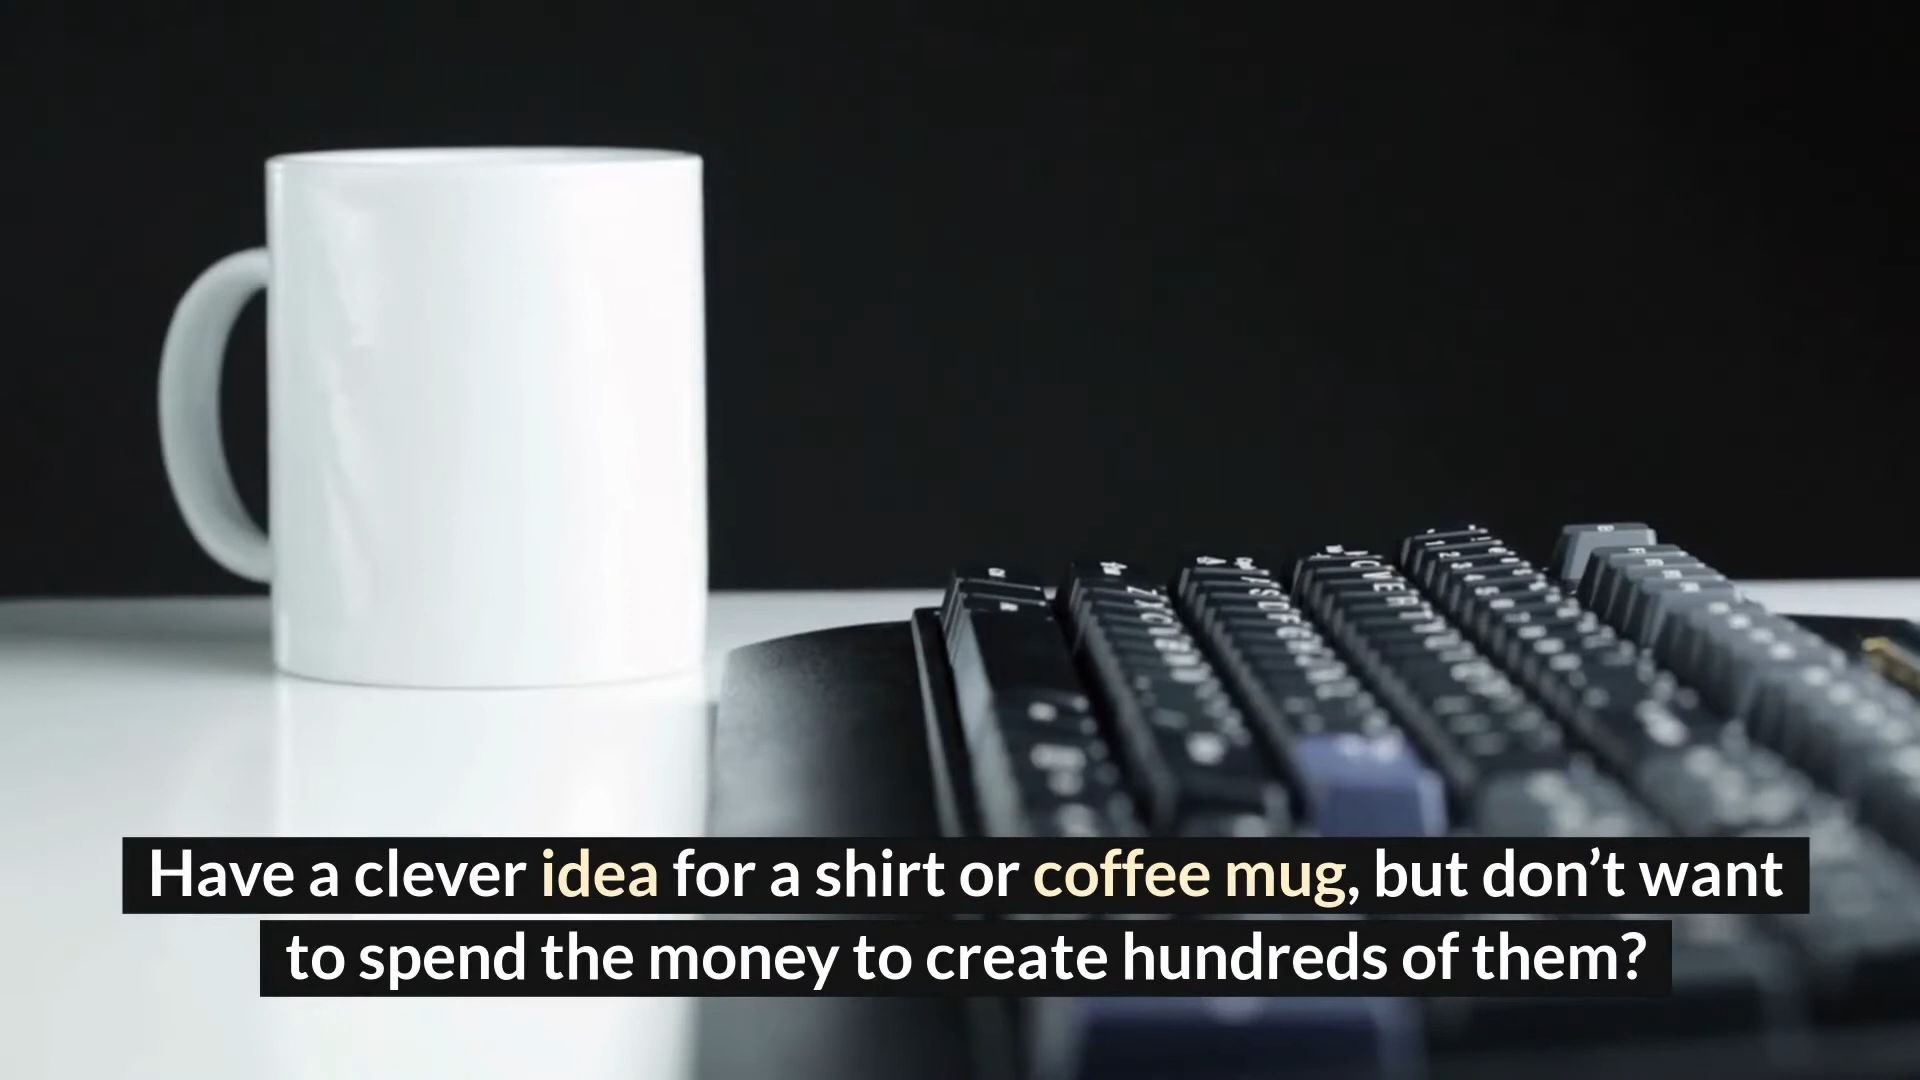 Have a clever idea for a shirt or coffee mug, but don’t want
to spend the money to create hundreds of them?